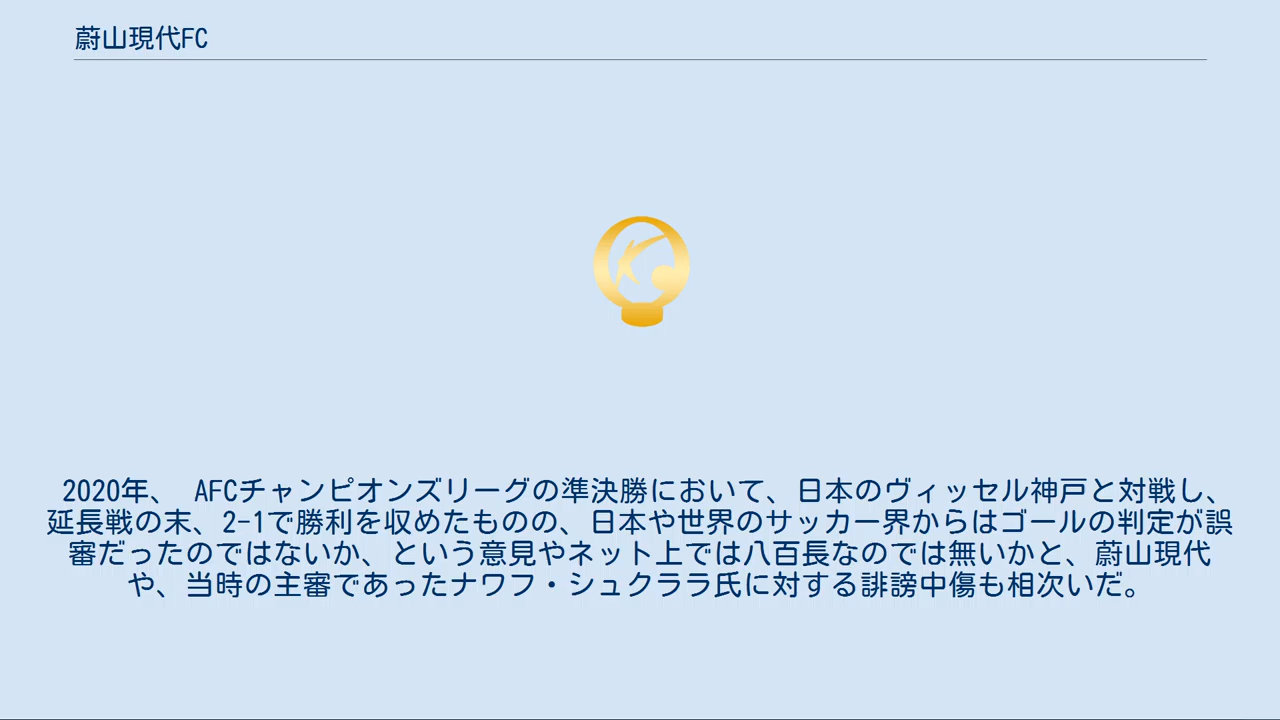 蔚山現代FC
2020年、 AFCチャンピオンズリーグの準決勝において、日本のヴィッセル神戸と対戦し、
延長戦の末、2-1で勝利を収めたものの、日本や世界のサッカー界からはゴールの判定が誤
審だったのではないか、という意見やネット上では八百長なのでは無いかと、蔚山現代
や、当時の主審であったナワフ・シュクララ氏に対する誹謗中傷も相次いだ。